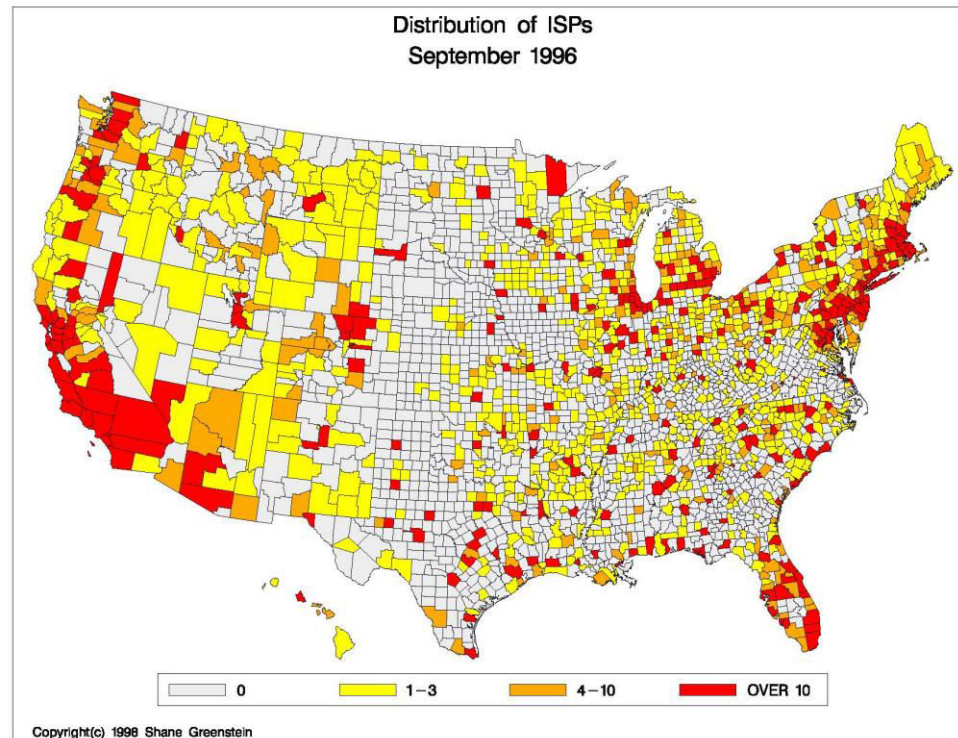 Distribution of ISPs
September 1996
0 1-3 4-10 OVER 10
Copyright(c) 1998 Shane Greenstein